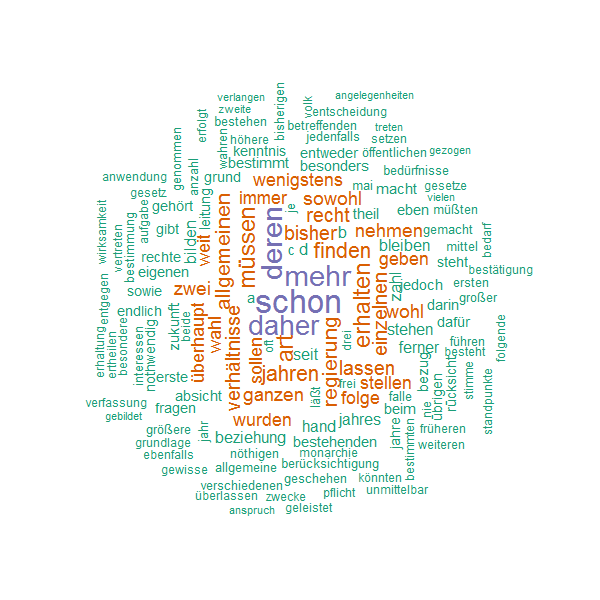 verlangen
angelegenheiten
zweite
bisherigen
volk
entscheidung
bestehen
erfolgt
betreffenden
treten
höhere
wahren
jedenfalls
setzen
genommen
kenntnis
entweder
öffentlichen
gezogen
bestimmt
besonders
bedürfnisse
anwendung
anzahl
grund
wenigstens
mai
macht
gesetze
gesetz
leitung
immer
je
sowohl
vielen
aufgabe
gehört
allgemeinen
recht
theil
eben
müßten
wirksamkeit
vertreten
bestimmung
gibt
bilden
müssen
deren
bisher
b
nehmen
gemacht
bedarf
rechte
weit
c
d
finden
bleiben
mittel
eigenen
geben
steht
bestätigung
entgegen
sowie
zwei
mehr
erhalten
einzelnen
zahl
jedoch
ersten
a
schon
darin
großer
endlich
wahl
verhältnisse
daher
wohl
dafür
zukunft
beide
überhaupt
regierung
stehen
folgende
erhaltung
ertheilen
besondere
interessen
nothwendig
sollen
oft
art
seit
drei
ferner
führen
besteht
erste
jahren
lassen
bezug
rücksicht
standpunkte
frei
stellen
stimme
verfassung
absicht
ganzen
läßt
folge
falle
nie
übrigen
gebildet
fragen
jahr
wurden
hand
jahres
beim
früheren
größere
beziehung
bestehenden
jahre
bestimmten
weiteren
grundlage
ebenfalls
nöthigen
monarchie
gewisse
allgemeine
berücksichtigung
verschiedenen
geschehen
könnten
überlassen
zwecke
pflicht
unmittelbar
anspruch
geleistet